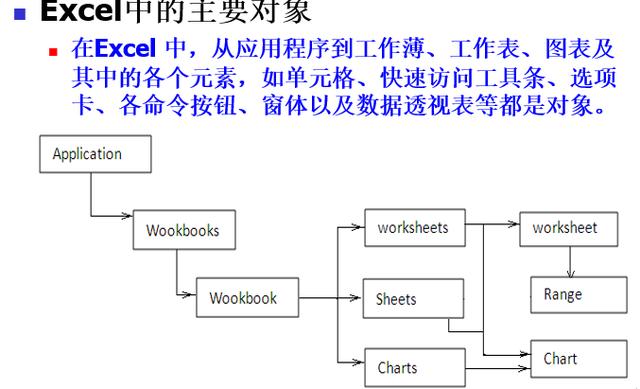 Excel中的主要对象
在Excel 中，从应用程序到工作薄、工作表、图表及
其中的各个元素，如单元格、快速访问工具条、选项
卡、各命令按钮、窗体以及数据透视表等都是对象。
Application
Wookbooks
worksheets
worksheet
Wookbook
Sheets
Range
Charts
Chart